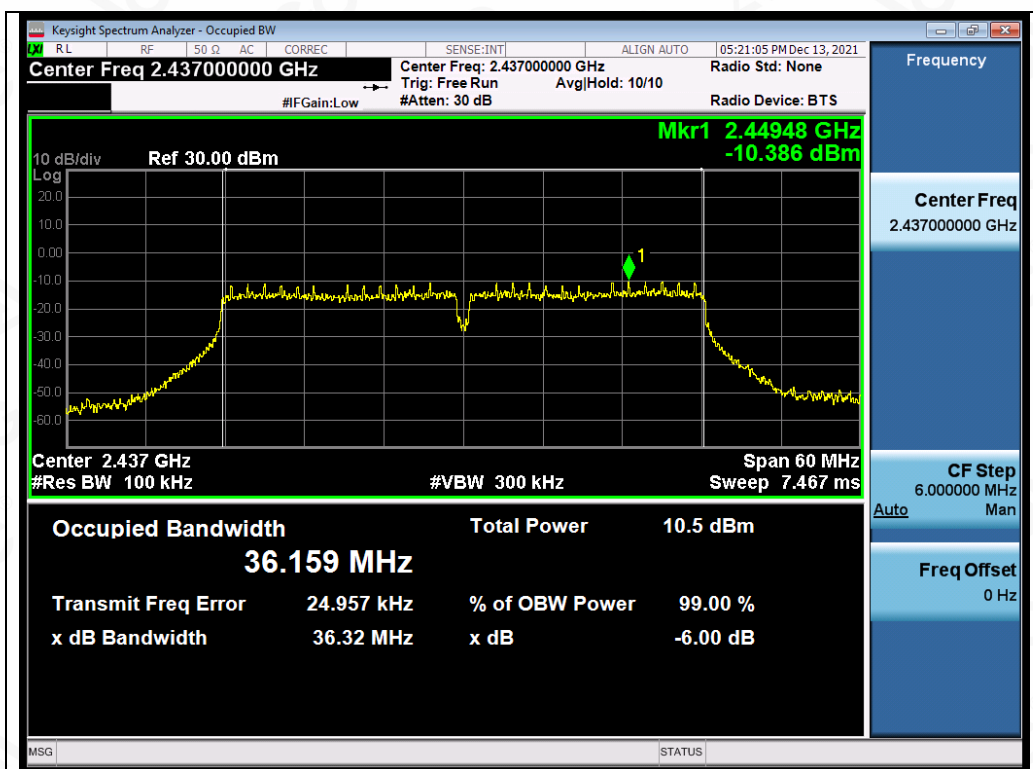 Keysight Spectrum Analyzer - Occupied BW
LXI RL RF 50 Ω AC CORREC SENSE:INT ALIGN AUTO 05:21:05 PM Dec 13, 2021
Center Freq 2.437000000 GHz
Center Freq: 2.437000000 GHz
Radio Std: None
Trig: Free Run Avg|Hold: 10/10
#IFGain:Low #Atten: 30 dB Radio Device: BTS
Frequency
Mkr1 2.44948 GHz
-10.386 dBm
10 dB/div Ref 30.00 dBm
Log
20.0
10.0
0.00
-10.0
-20.0
-30.0
-40.0
-50.0
-60.0
1
Center 2.437 GHz Span 60 MHz
#Res BW 100 kHz #VBW 300 kHz Sweep 7.467 ms
Center Freq
2.437000000 GHz
CF Step
6.000000 MHz
Auto Man
Freq Offset
0 Hz
Occupied Bandwidth Total Power 10.5 dBm
36.159 MHz
Transmit Freq Error 24.957 kHz % of OBW Power 99.00 %
x dB Bandwidth 36.32 MHz x dB -6.00 dB
MSG STATUS